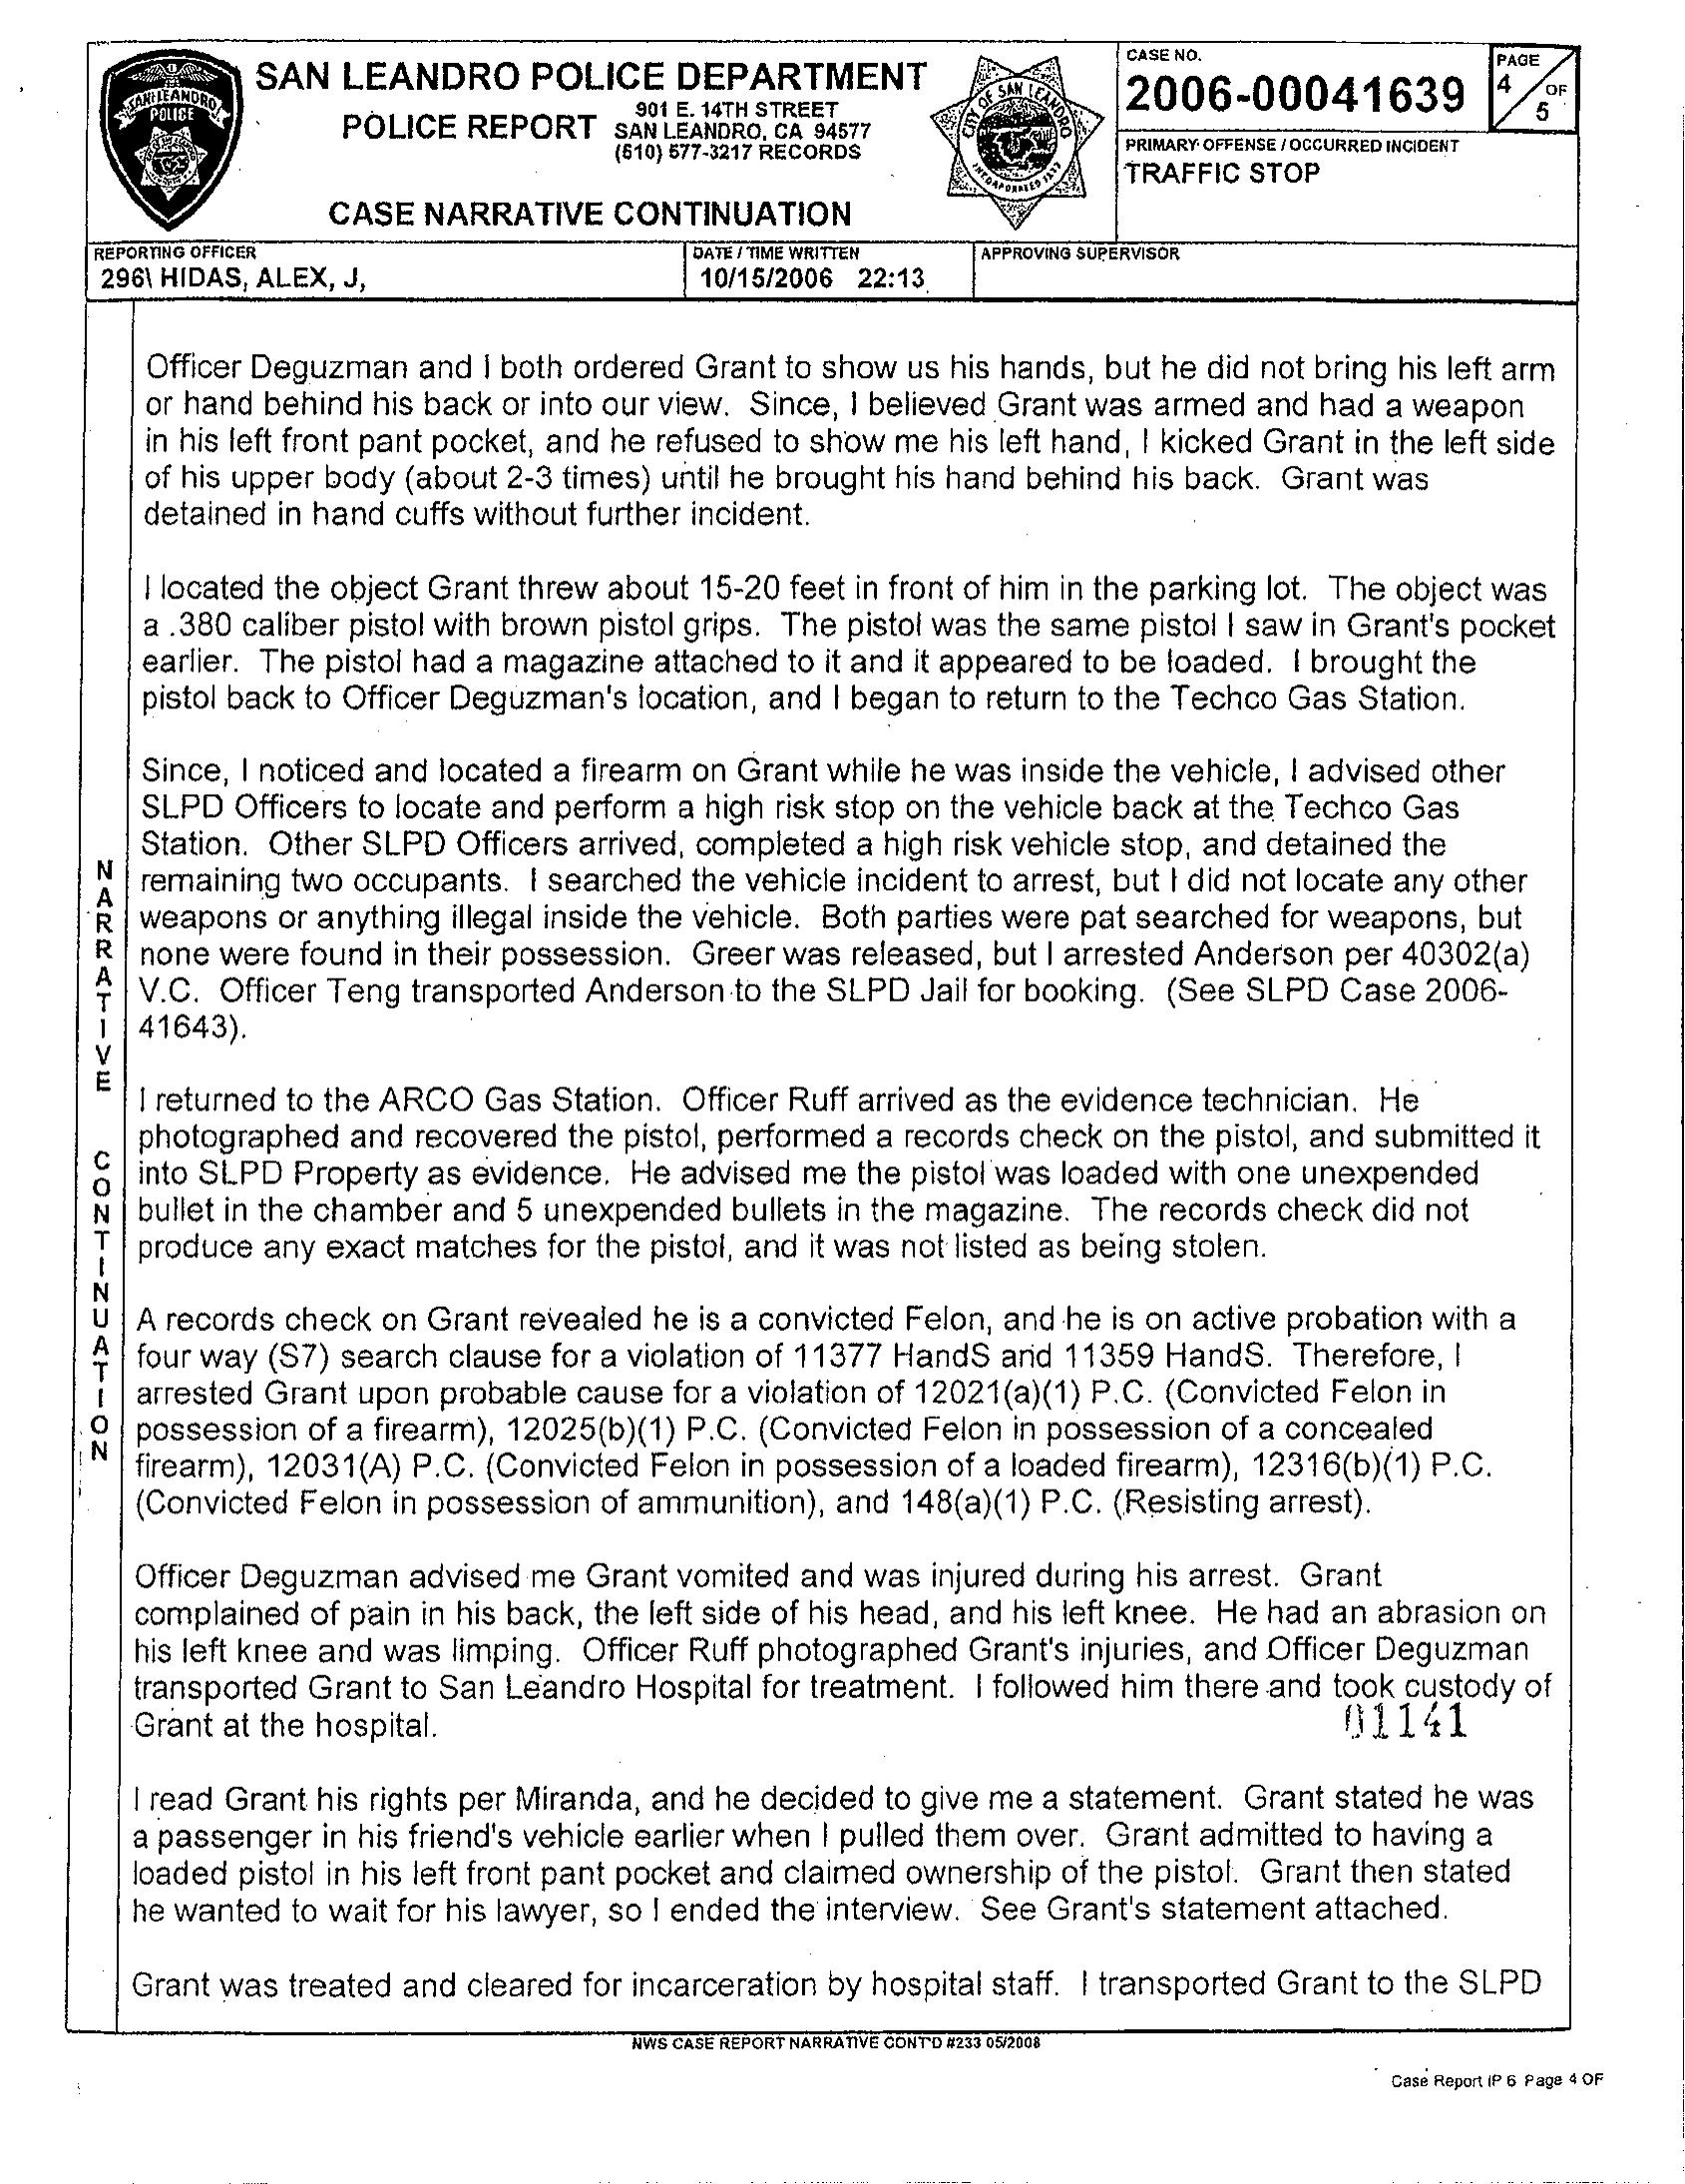 SAN LEANDRO POLICE DEPARTMENT
901 E. 14TH STREET
POLICE REPORT SAN LEANDRO, CA 94577
(510) 577-3217 RECORDS
CASE NARRATIVE CONTINUATION
SAN LEANDRO
POLICE
CITY OF SAN LEANDRO
INCORPORATED
CASE NO.
2006-00041639
PAGE
4 OF
5
PRIMARY OFFENSE / OCCURRED INCIDENT
TRAFFIC STOP
REPORTING OFFICER
296\ HIDAS, ALEX, J,
DATE / TIME WRITTEN
10/15/2006 22:13
APPROVING SUPERVISOR
NARRATIVE CONTINUATION
Officer Deguzman and I both ordered Grant to show us his hands, but he did not bring his left arm
or hand behind his back or into our view. Since, I believed Grant was armed and had a weapon
in his left front pant pocket, and he refused to show me his left hand, I kicked Grant in the left side
of his upper body (about 2-3 times) until he brought his hand behind his back. Grant was
detained in hand cuffs without further incident.
I located the object Grant threw about 15-20 feet in front of him in the parking lot. The object was
a .380 caliber pistol with brown pistol grips. The pistol was the same pistol I saw in Grant's pocket
earlier. The pistol had a magazine attached to it and it appeared to be loaded. I brought the
pistol back to Officer Deguzman's location, and I began to return to the Techco Gas Station.
Since, I noticed and located a firearm on Grant while he was inside the vehicle, I advised other
SLPD Officers to locate and perform a high risk stop on the vehicle back at the Techco Gas
Station. Other SLPD Officers arrived, completed a high risk vehicle stop, and detained the
remaining two occupants. I searched the vehicle incident to arrest, but I did not locate any other
weapons or anything illegal inside the vehicle. Both parties were pat searched for weapons, but
none were found in their possession. Greer was released, but I arrested Anderson per 40302(a)
V.C. Officer Teng transported Anderson to the SLPD Jail for booking. (See SLPD Case 2006-
41643).
I returned to the ARCO Gas Station. Officer Ruff arrived as the evidence technician. He
photographed and recovered the pistol, performed a records check on the pistol, and submitted it
into SLPD Property as evidence. He advised me the pistol was loaded with one unexpended
bullet in the chamber and 5 unexpended bullets in the magazine. The records check did not
produce any exact matches for the pistol, and it was not listed as being stolen.
A records check on Grant revealed he is a convicted Felon, and he is on active probation with a
four way (S7) search clause for a violation of 11377 HandS and 11359 HandS. Therefore, I
arrested Grant upon probable cause for a violation of 12021(a)(1) P.C. (Convicted Felon in
possession of a firearm), 12025(b)(1) P.C. (Convicted Felon in possession of a concealed
firearm), 12031(A) P.C. (Convicted Felon in possession of a loaded firearm), 12316(b)(1) P.C.
(Convicted Felon in possession of ammunition), and 148(a)(1) P.C. (Resisting arrest).
Officer Deguzman advised me Grant vomited and was injured during his arrest. Grant
complained of pain in his back, the left side of his head, and his left knee. He had an abrasion on
his left knee and was limping. Officer Ruff photographed Grant's injuries, and Officer Deguzman
transported Grant to San Leandro Hospital for treatment. I followed him there and took custody of
Grant at the hospital.
01141
I read Grant his rights per Miranda, and he decided to give me a statement. Grant stated he was
a passenger in his friend's vehicle earlier when I pulled them over. Grant admitted to having a
loaded pistol in his left front pant pocket and claimed ownership of the pistol. Grant then stated
he wanted to wait for his lawyer, so I ended the interview. See Grant's statement attached.
Grant was treated and cleared for incarceration by hospital staff. I transported Grant to the SLPD
NWS CASE REPORT NARRATIVE CONT'D #233 05/2008
Case Report IP 6 Page 4 OF